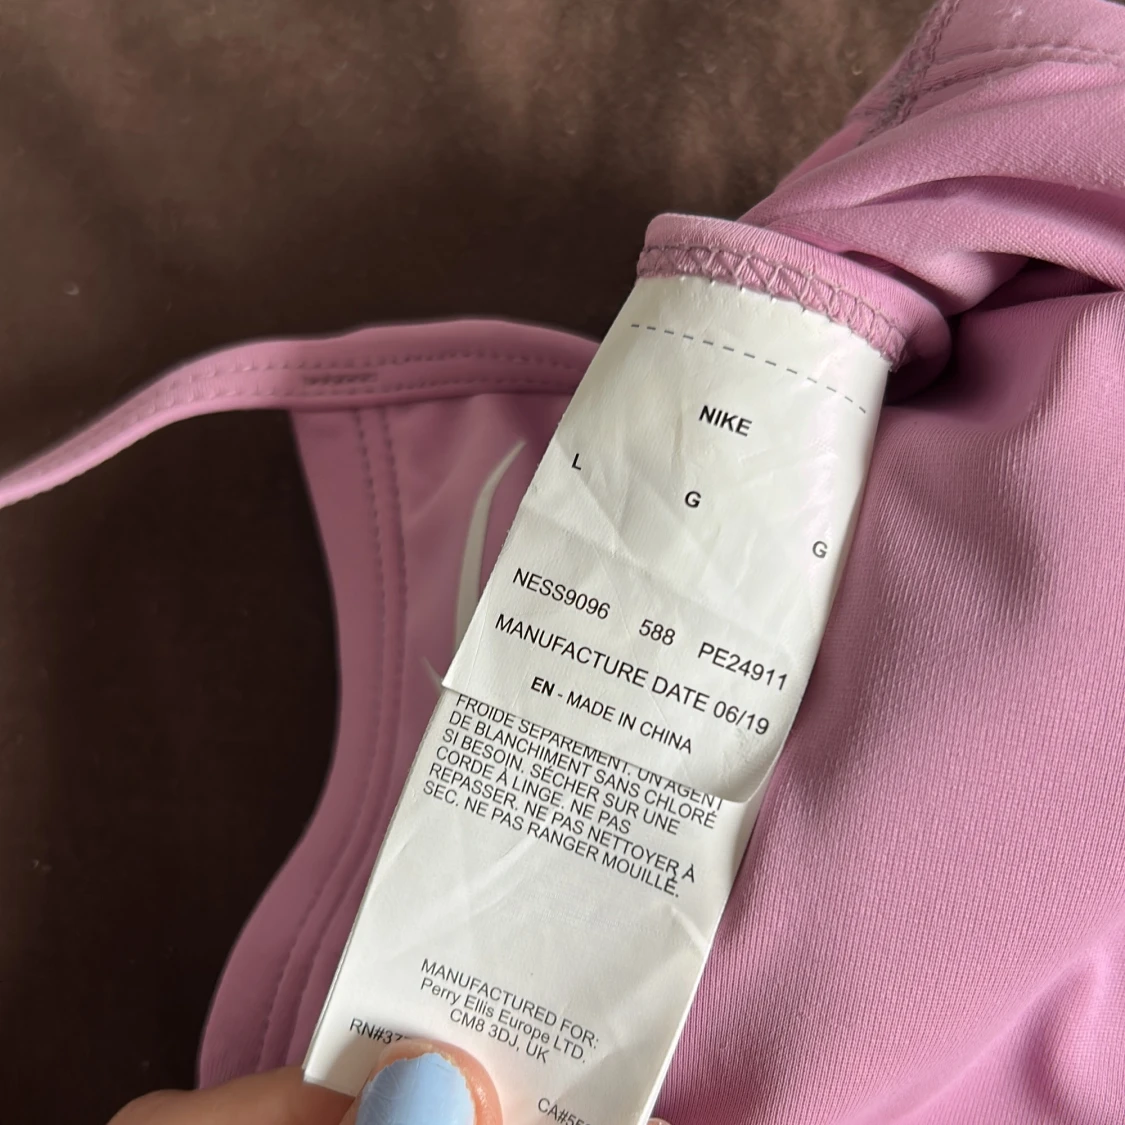 NIKE
L
G
G
NESS9096 588 PE24911
MANUFACTURE DATE 06/19
EN - MADE IN CHINA
FROIDE SÉPARÉMENT. UN AGENT
DE BLANCHIMENT SANS CHLORE
SI BESOIN. SÉCHER SUR UNE
CORDE À LINGE. NE PAS
REPASSER. NE PAS NETTOYER À
SEC. NE PAS RANGER MOUILLÉ.
MANUFACTURED FOR:
Perry Ellis Europe LTD.
CM8 3DJ, UK